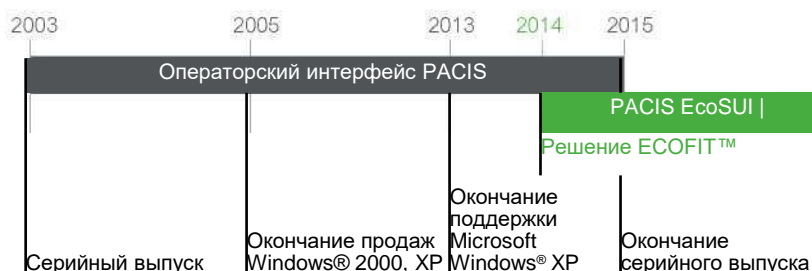 2003 2005 2013 2014 2015
Операторский интерфейс PACIS
PACIS EcoSUI |
Решение ECOFIT™
Серийный выпуск
Окончание продаж
Windows® 2000, XP
Окончание
поддержки
Microsoft
Windows® XP
Окончание
серийного выпуска